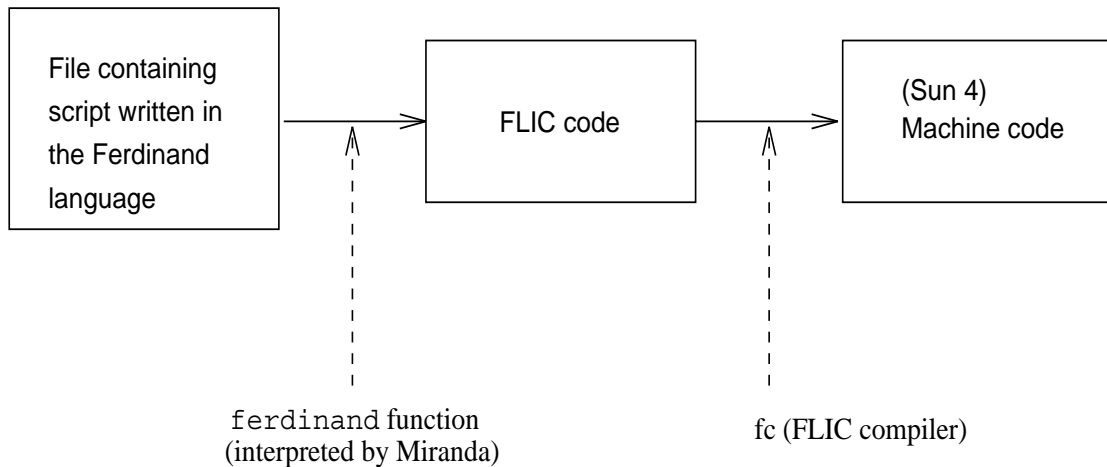 File containing
script written in
the Ferdinand
language
FLIC code
(Sun 4)
Machine code
ferdinand function
(interpreted by Miranda)
fc (FLIC compiler)